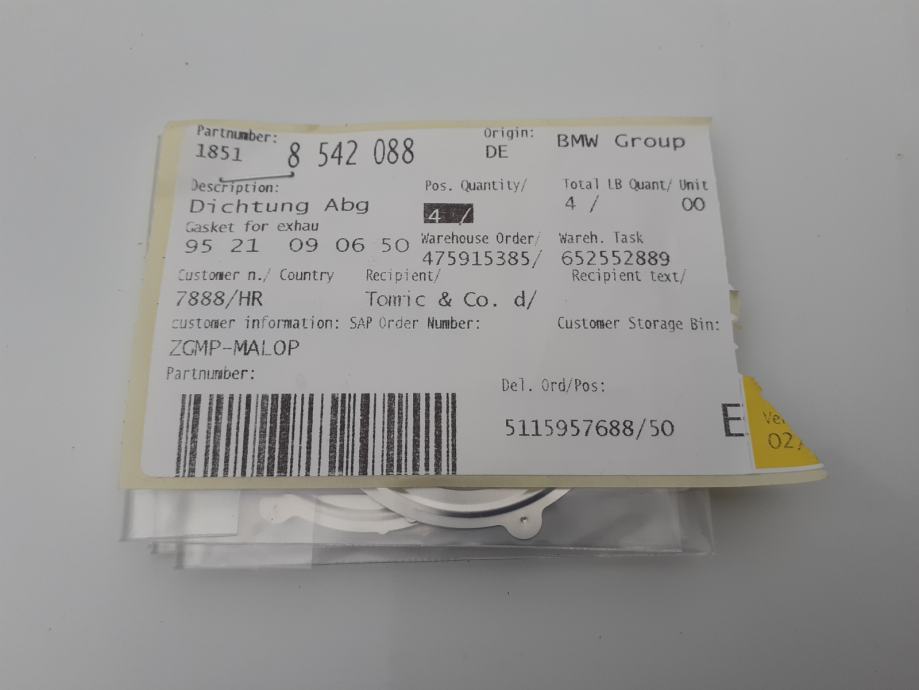 Partnumber:
1851 8 542 088
Origin:
DE
BMW Group
Description:
Dichtung Abg
Gasket for exhau
95 21 09 06 50
Pos. Quantity/
4 /
Total LB Quant/ Unit
4 / 00
Warehouse Order/
475915385/
Wareh. Task
652552889
Customer n./ Country
7888/HR
Recipient/
Tomic & Co. d/
Recipient text/
customer information: SAP Order Number:
ZGMP-MALOP
Customer Storage Bin:
Partnumber:
Del. Ord/Pos:
5115957688/50
02